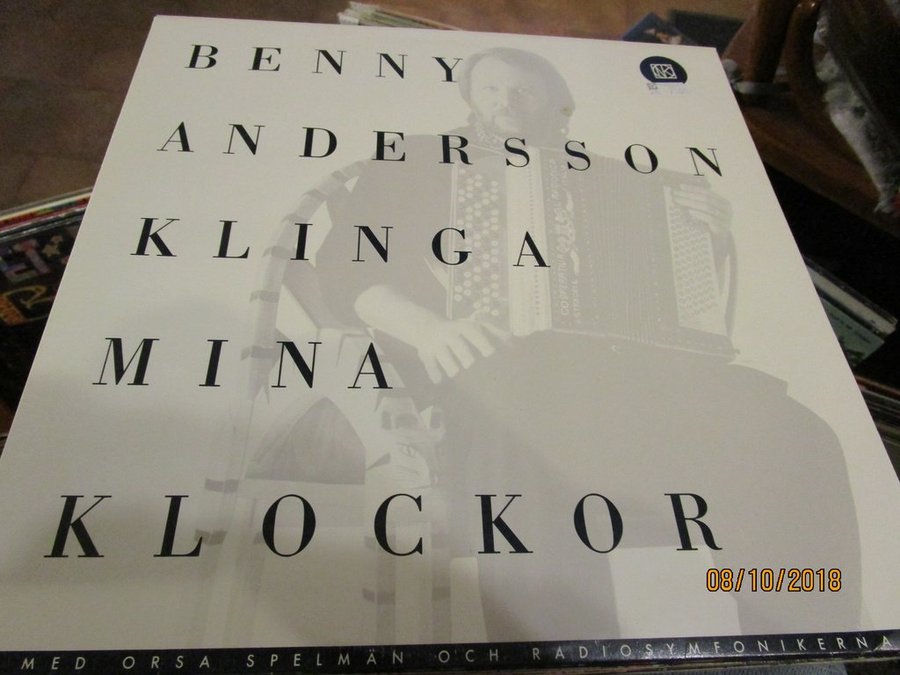 BENNY
ANDERSSON
KLINGA
MINA
KLOCKOR
08/10/2018
MED ORSA SPELMÄN OCH RADIOSYMFONIKERNA